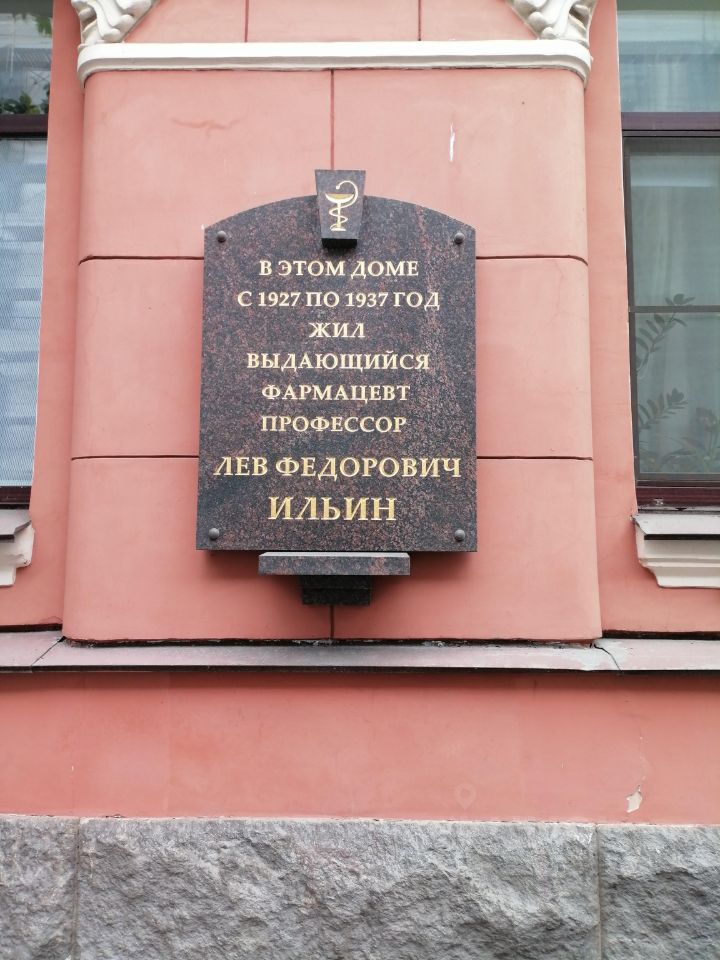 В ЭТОМ ДОМЕ
С 1927 ПО 1937 ГОД
ЖИЛ
ВЫДАЮЩИЙСЯ
ФАРМАЦЕВТ
ПРОФЕССОР
ЛЕВ ФЕДОРОВИЧ
ИЛЬИН